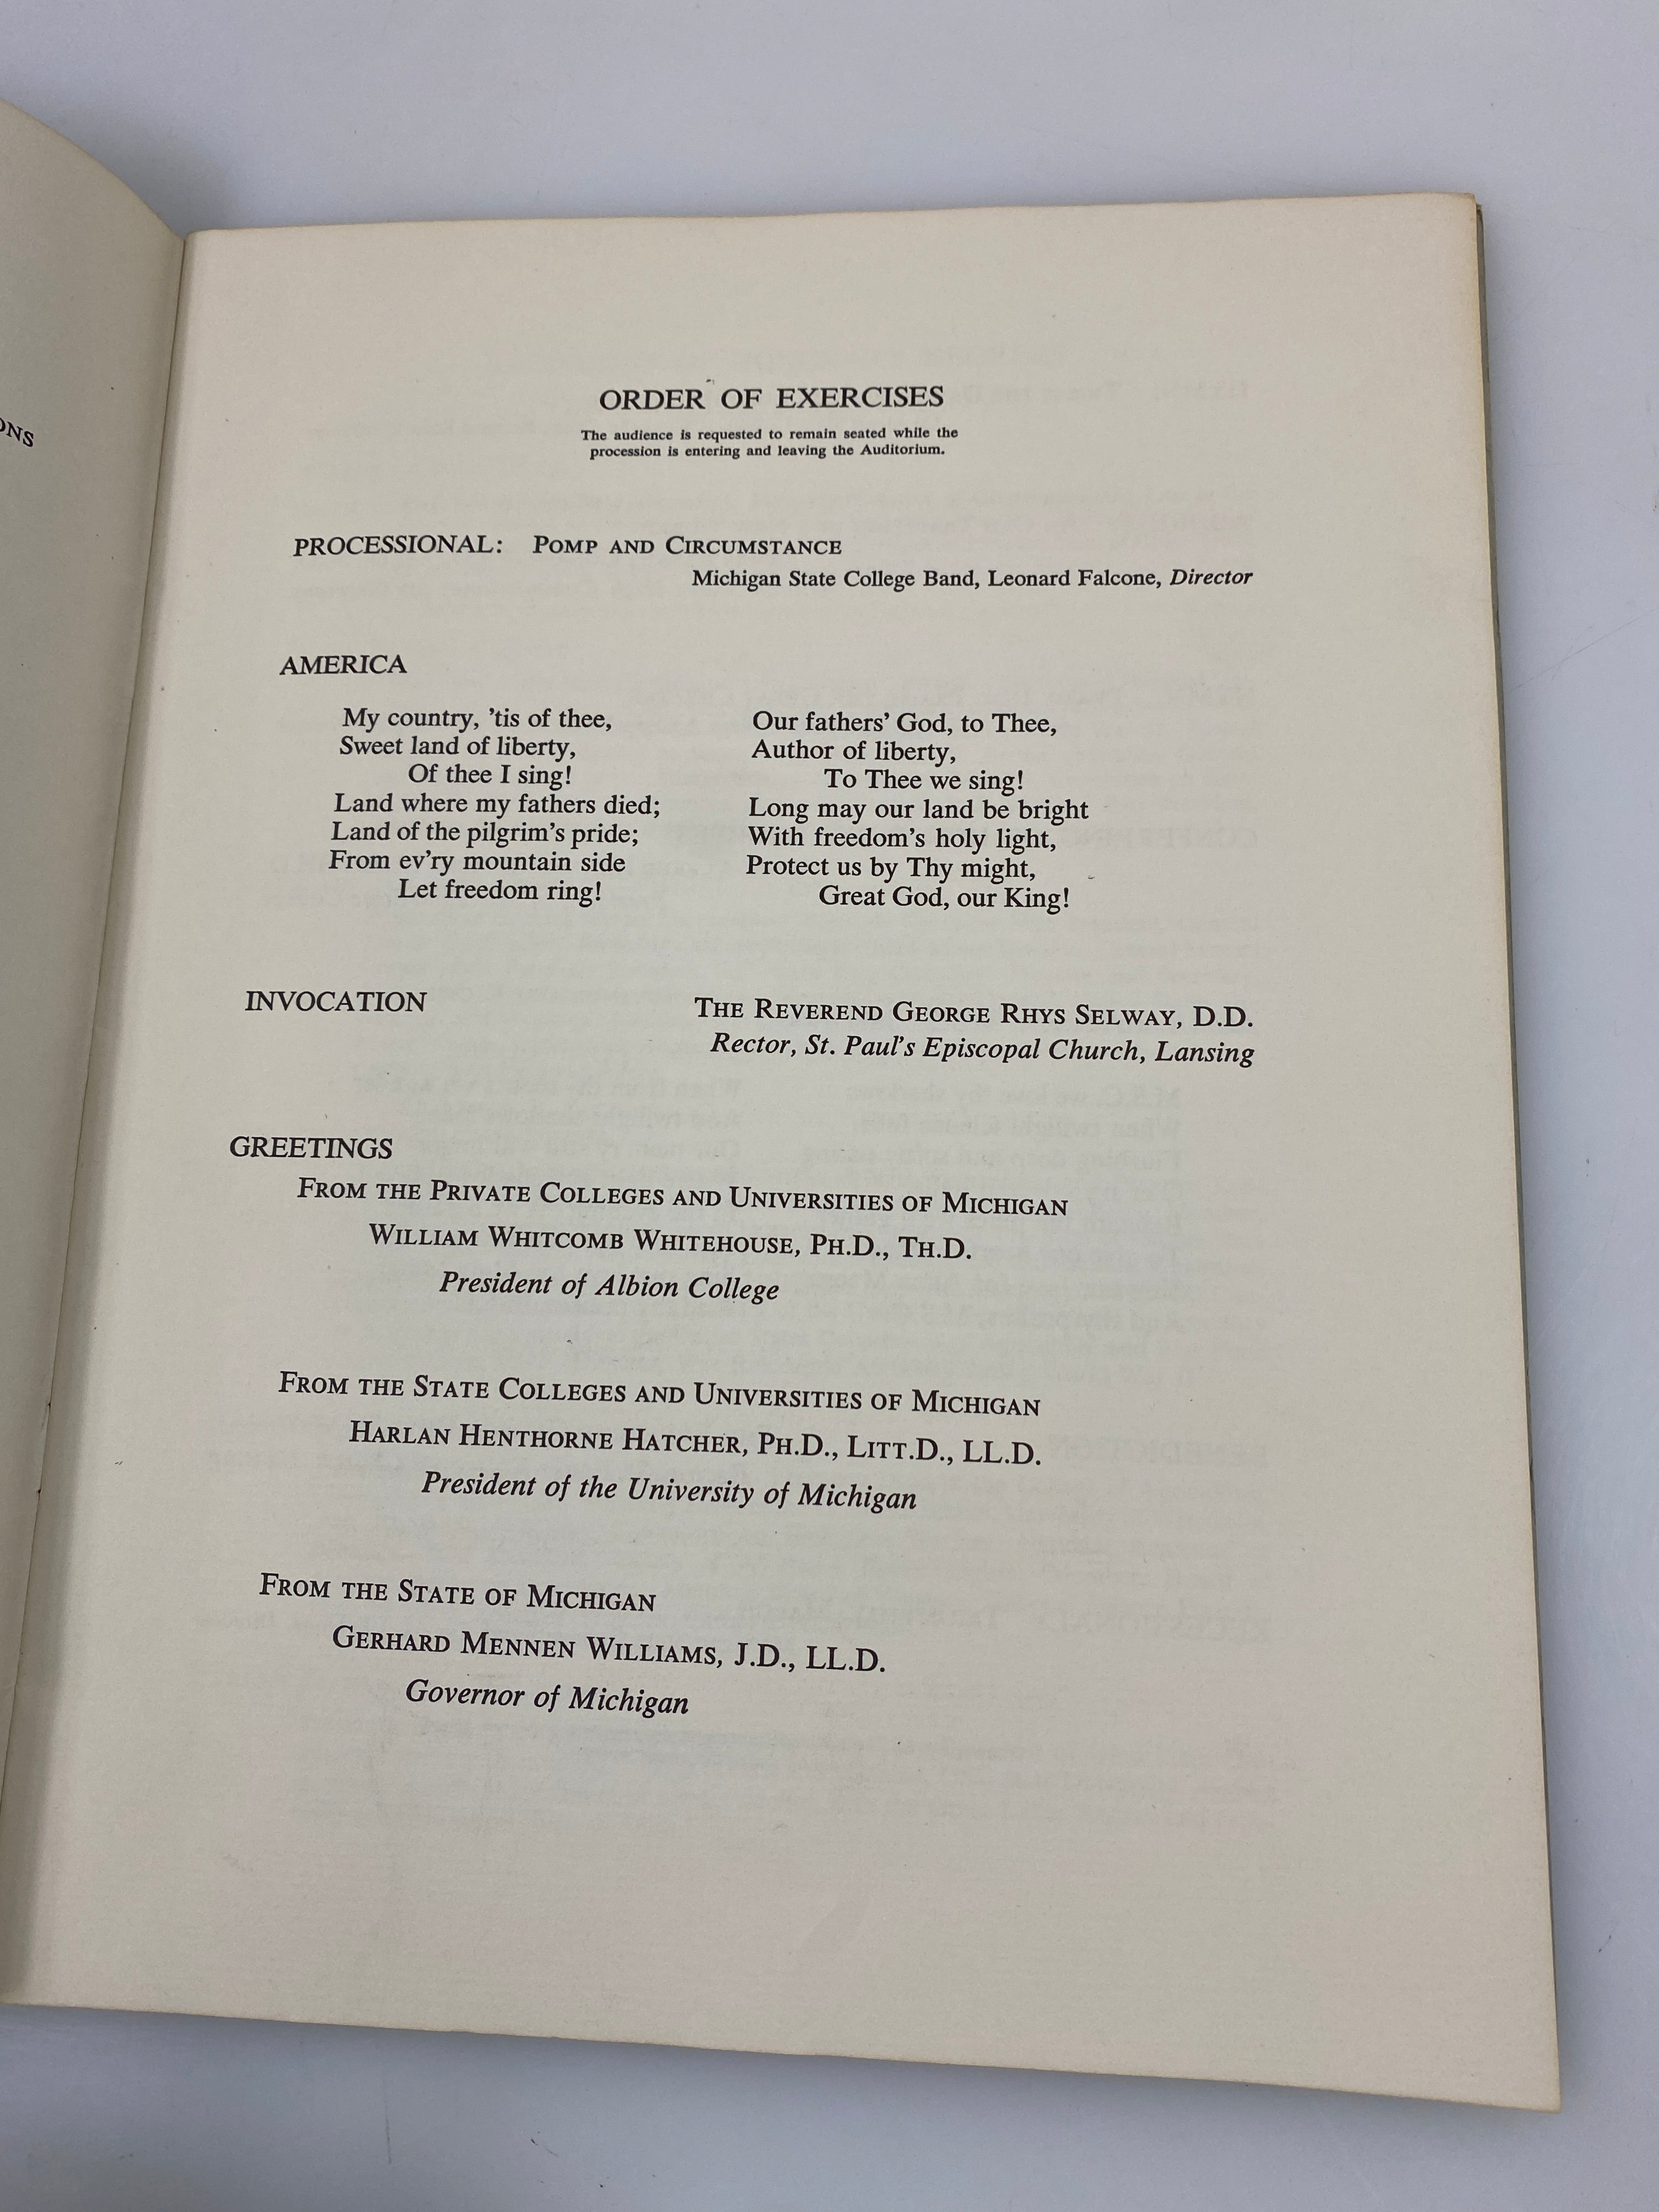 ORDER OF EXERCISES
The audience is requested to remain seated while the
procession is entering and leaving the Auditorium.
PROCESSIONAL: POMP AND CIRCUMSTANCE
Michigan State College Band, Leonard Falcone, Director
AMERICA
My country, 'tis of thee,
Sweet land of liberty,
Of thee I sing!
Land where my fathers died;
Land of the pilgrim's pride;
From ev'ry mountain side
Let freedom ring!
Our fathers' God, to Thee,
Author of liberty,
To Thee we sing!
Long may our land be bright
With freedom's holy light,
Protect us by Thy might,
Great God, our King!
INVOCATION
THE REVEREND GEORGE RHYS SELWAY, D.D.
Rector, St. Paul's Episcopal Church, Lansing
GREETINGS
FROM THE PRIVATE COLLEGES AND UNIVERSITIES OF MICHIGAN
WILLIAM WHITCOMB WHITEHOUSE, PH.D., TH.D.
President of Albion College
FROM THE STATE COLLEGES AND UNIVERSITIES OF MICHIGAN
HARLAN HENTHORNE HATCHER, PH.D., LITT.D., LL.D.
President of the University of Michigan
FROM THE STATE OF MICHIGAN
GERHARD MENNEN WILLIAMS, J.D., LL.D.
Governor of Michigan